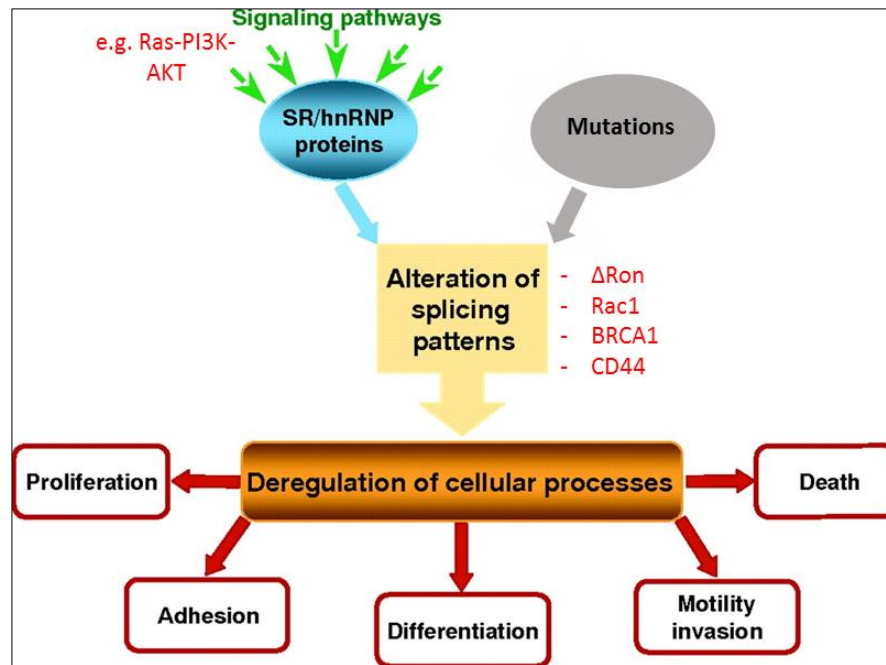 Signaling pathways
e.g. Ras-PI3K-
AKT
SR/hnRNP
proteins
Mutations
Alteration of
splicing
patterns
- ΔRon
- Rac1
- BRCA1
- CD44
Deregulation of cellular processes
Proliferation
Death
Adhesion
Differentiation
Motility
invasion